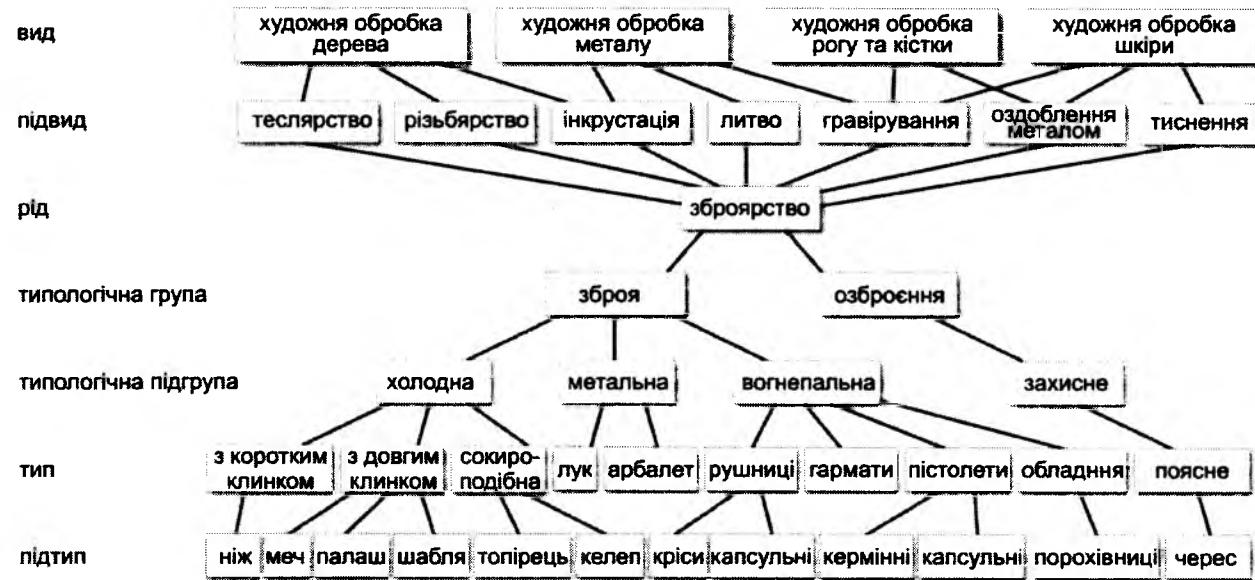 вид
художня обробка
дерева
художня обробка
металу
художня обробка
рогу та кістки
художня обробка
шкіри
підвид
теслярство
різьбярство
інкрустація
литво
гравірування
оздоблення
металом
тиснення
рід
зброярство
типологічна група
зброя
озброєння
типологічна підгрупа
холодна
метальна
вогнепальна
захисне
тип
з коротким
клинком
з довгим
клинком
сокиро-
подібна
лук
арбалет
рушниці
гармати
пістолети
обладння
поясне
підтип
ніж
меч
палаш
шабля
топірець
келеп
кріси
капсульні
кермінні
капсульні
порохівниці
черес